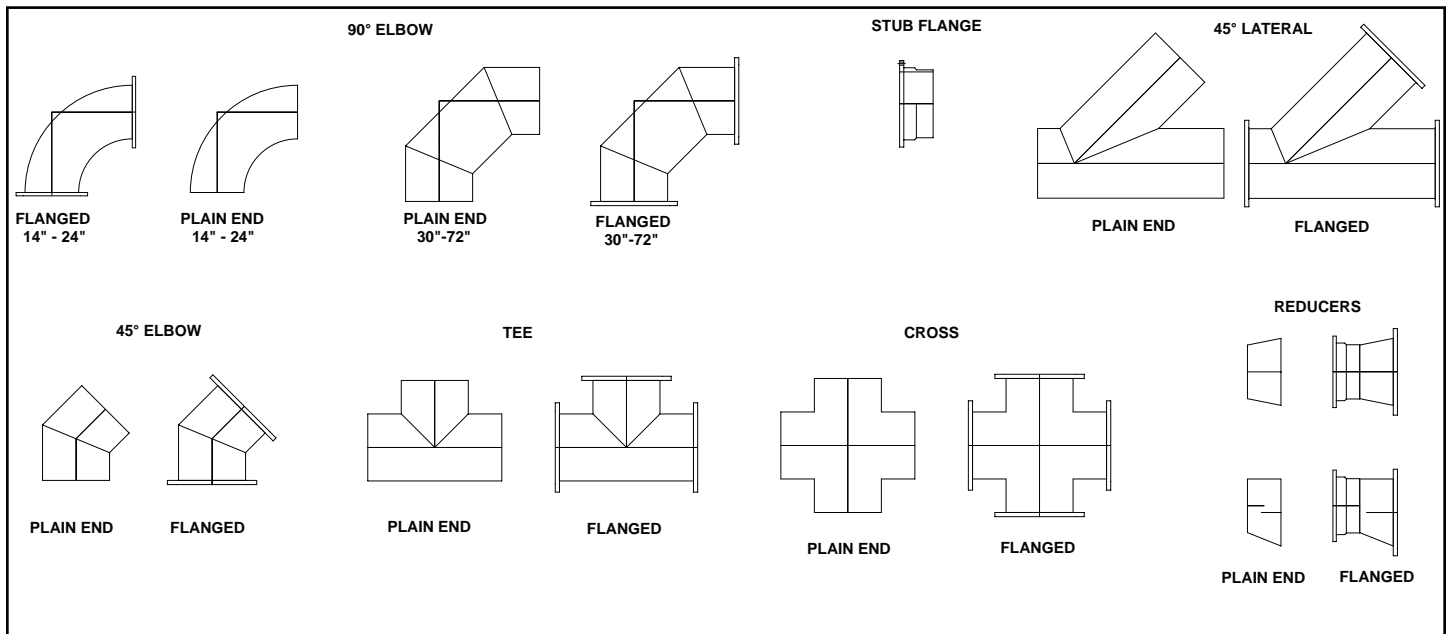 90° ELBOW
STUB FLANGE
45° LATERAL
FLANGED
14" - 24"
PLAIN END
14" - 24"
PLAIN END
30"-72"
FLANGED
30"-72"
PLAIN END
FLANGED
45° ELBOW
TEE
CROSS
REDUCERS
PLAIN END
FLANGED
PLAIN END
FLANGED
PLAIN END
FLANGED
PLAIN END
FLANGED